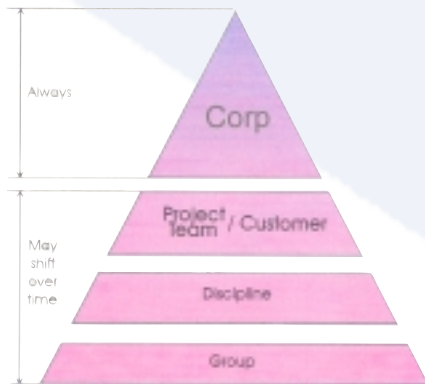 Always
Corp
Project
Team / Customer
May
shift
over
time
Discipline
Group